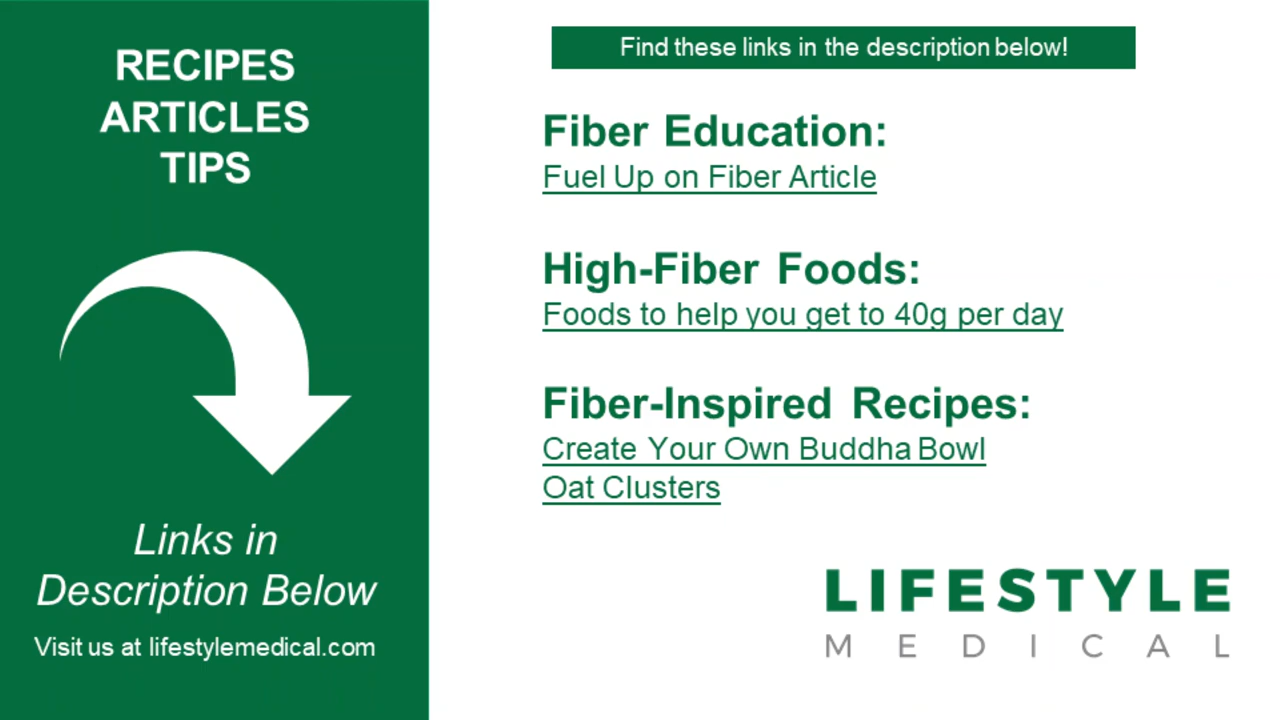 RECIPES
ARTICLES
TIPS
Links in
Description Below
Visit us at lifestylemedical.com
Find these links in the description below!
Fiber Education:
Fuel Up on Fiber Article
High-Fiber Foods:
Foods to help you get to 40g per day
Fiber-Inspired Recipes:
Create Your Own Buddha Bowl
Oat Clusters
LIFESTYLE
MEDICAL